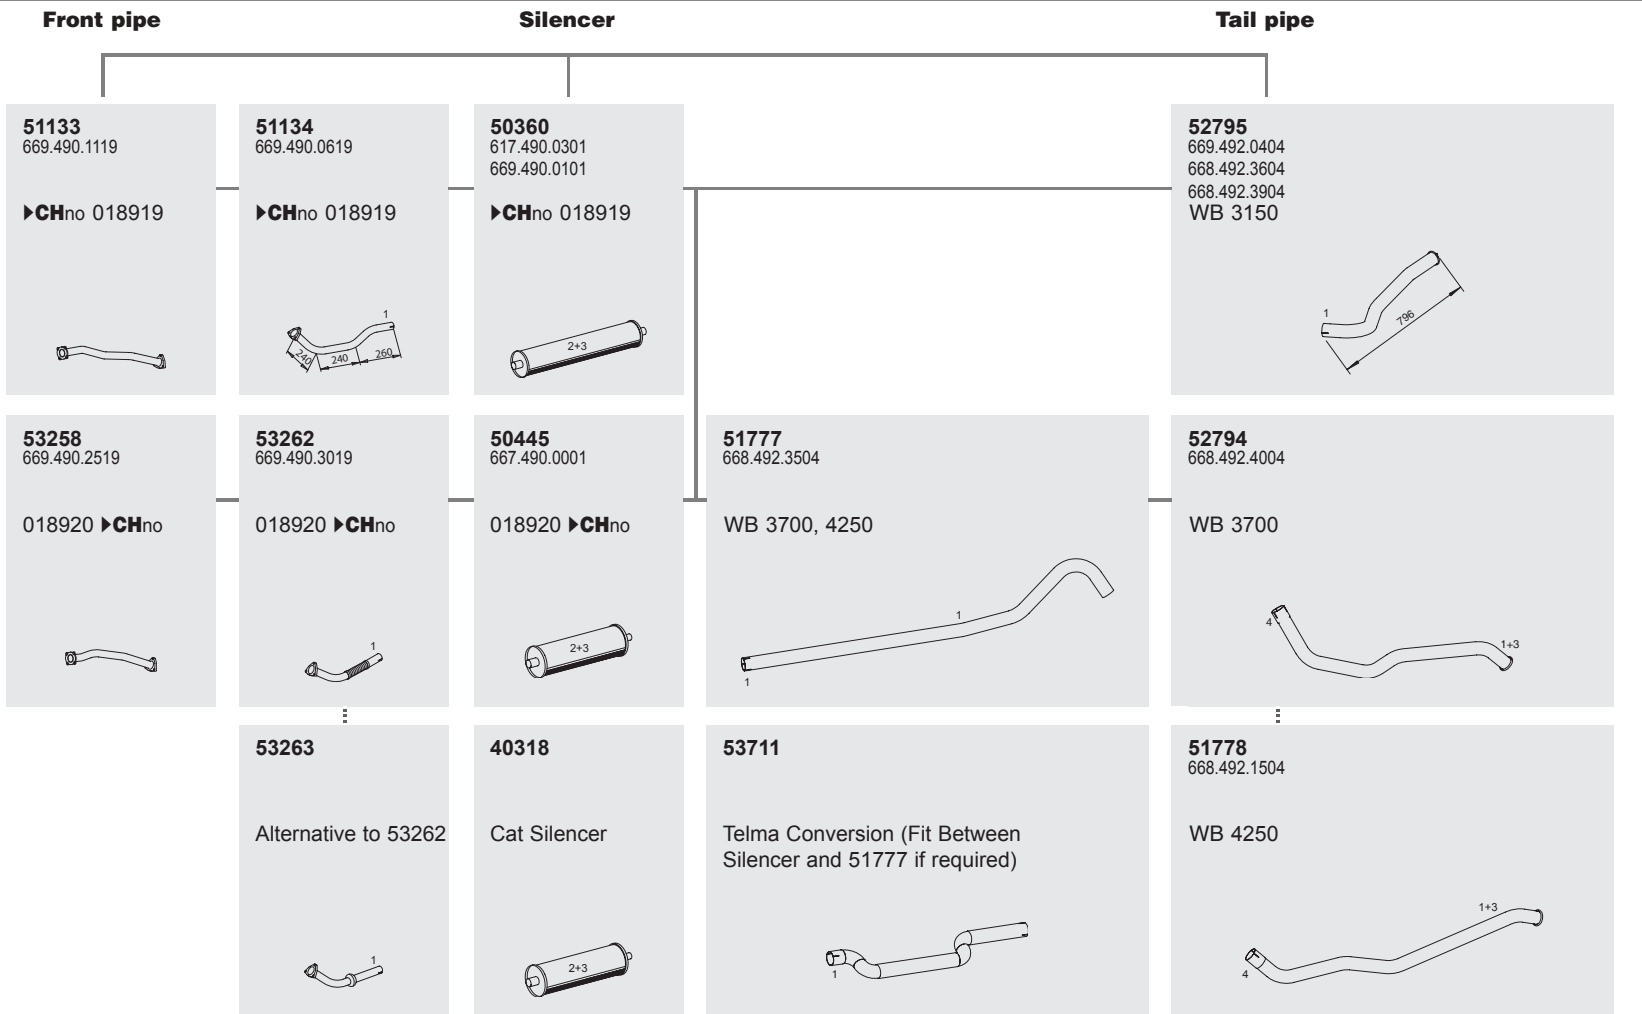 Front pipe
Silencer
Tail pipe
51133
669.490.1119
▶CHno 018919
51134
669.490.0619
▶CHno 018919
1
240
240
260
50360
617.490.0301
669.490.0101
▶CHno 018919
2+3
52795
669.492.0404
668.492.3604
668.492.3904
WB 3150
1
796
53258
669.490.2519
018920 ▶CHno
53262
669.490.3019
018920 ▶CHno
1
50445
667.490.0001
018920 ▶CHno
2+3
51777
668.492.3504
WB 3700, 4250
1
1
52794
668.492.4004
WB 3700
4
1+3
53263
Alternative to 53262
1
40318
Cat Silencer
2+3
53711
Telma Conversion (Fit Between
Silencer and 51777 if required)
1
51778
668.492.1504
WB 4250
1+3
4